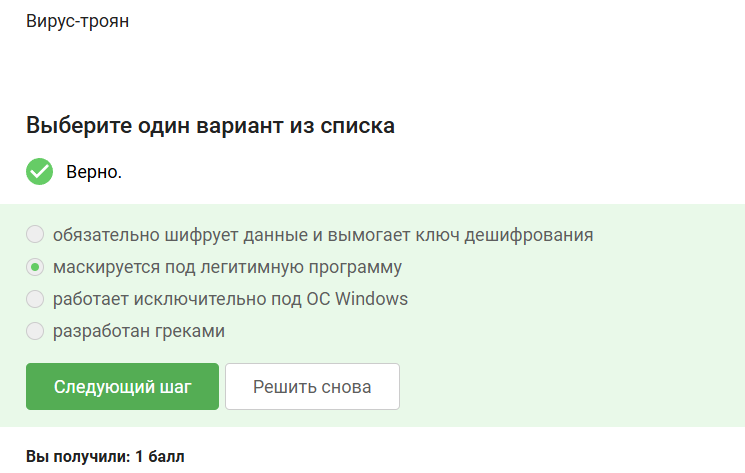 Вирус-троян
Выберите один вариант из списка
Верно.
обязательно шифрует данные и вымогает ключ дешифрования
маскируется под легитимную программу
работает исключительно под ОС Windows
разработан греками
Следующий шаг
Решить снова
Вы получили: 1 балл